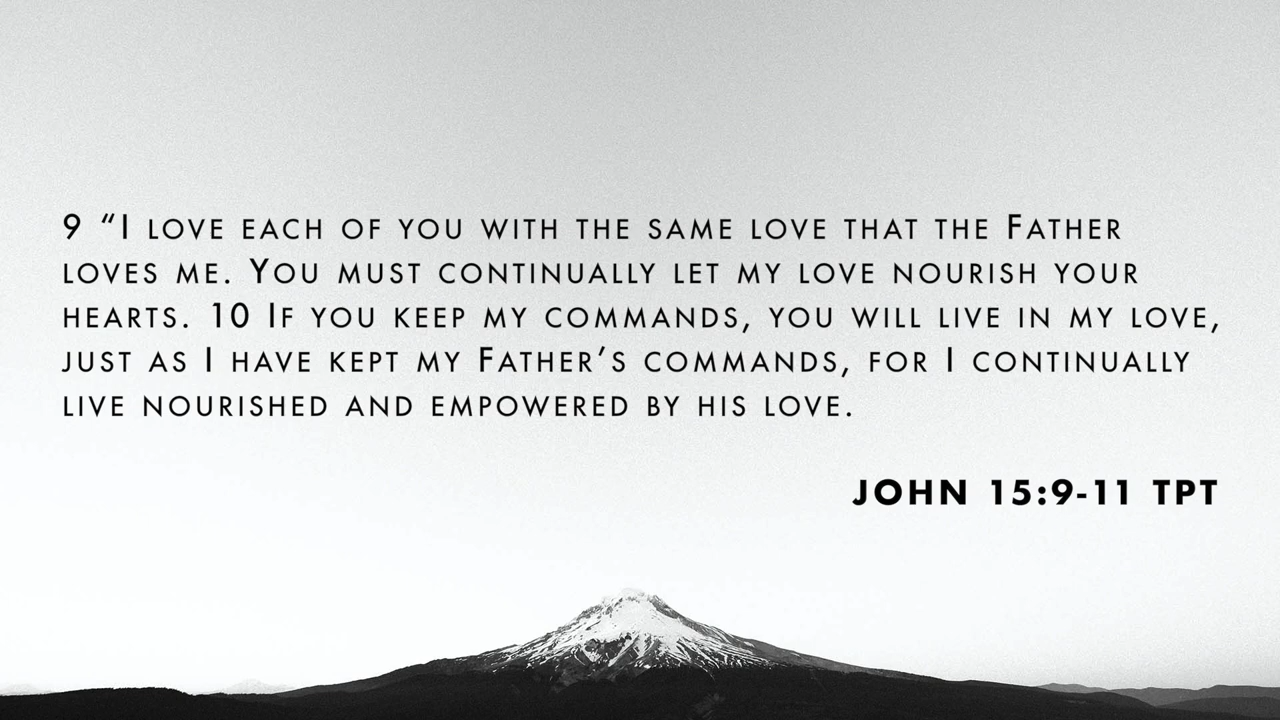 9 “I love each of you with the same love that the Father
loves me. You must continually let my love nourish your
hearts. 10 If you keep my commands, you will live in my love,
just as I have kept my Father’s commands, for I continually
live nourished and empowered by his love.
JOHN 15:9-11 TPT